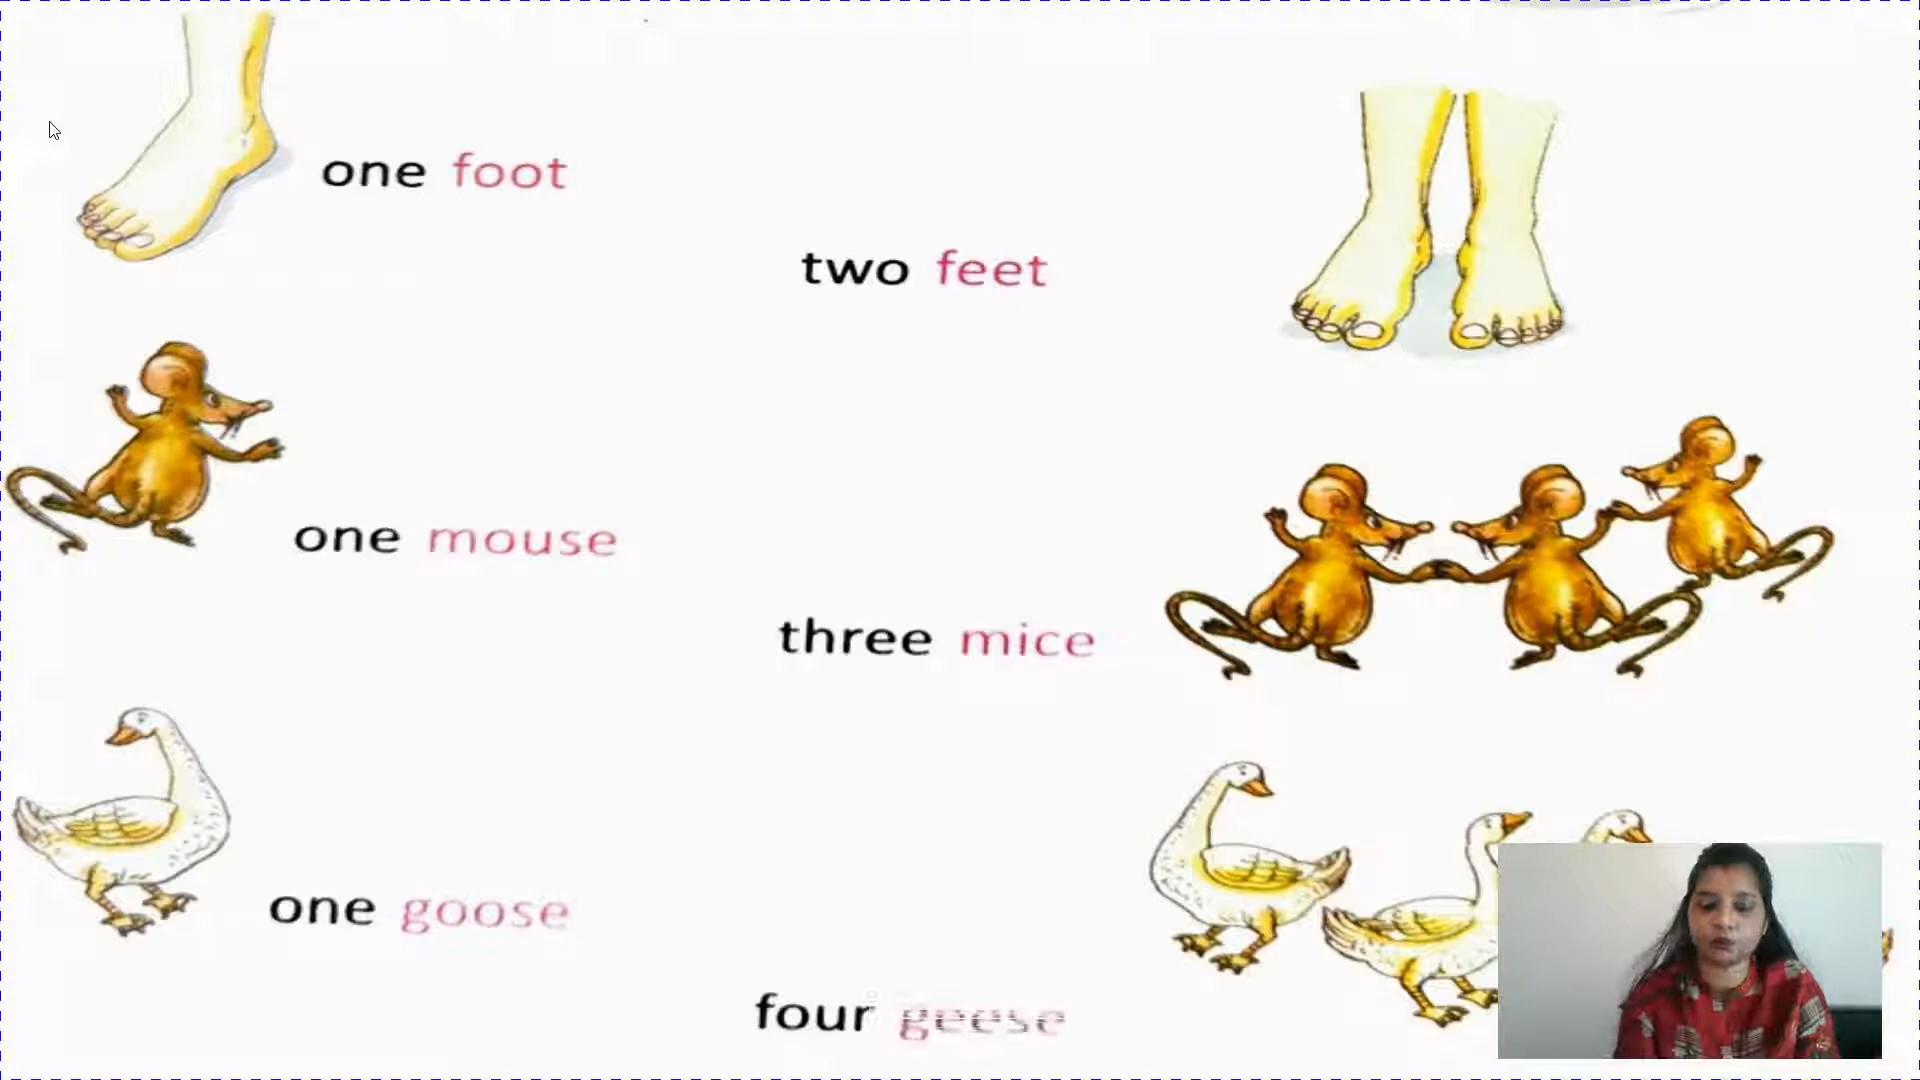 one foot
two feet
one mouse
three mice
one goose
four geese